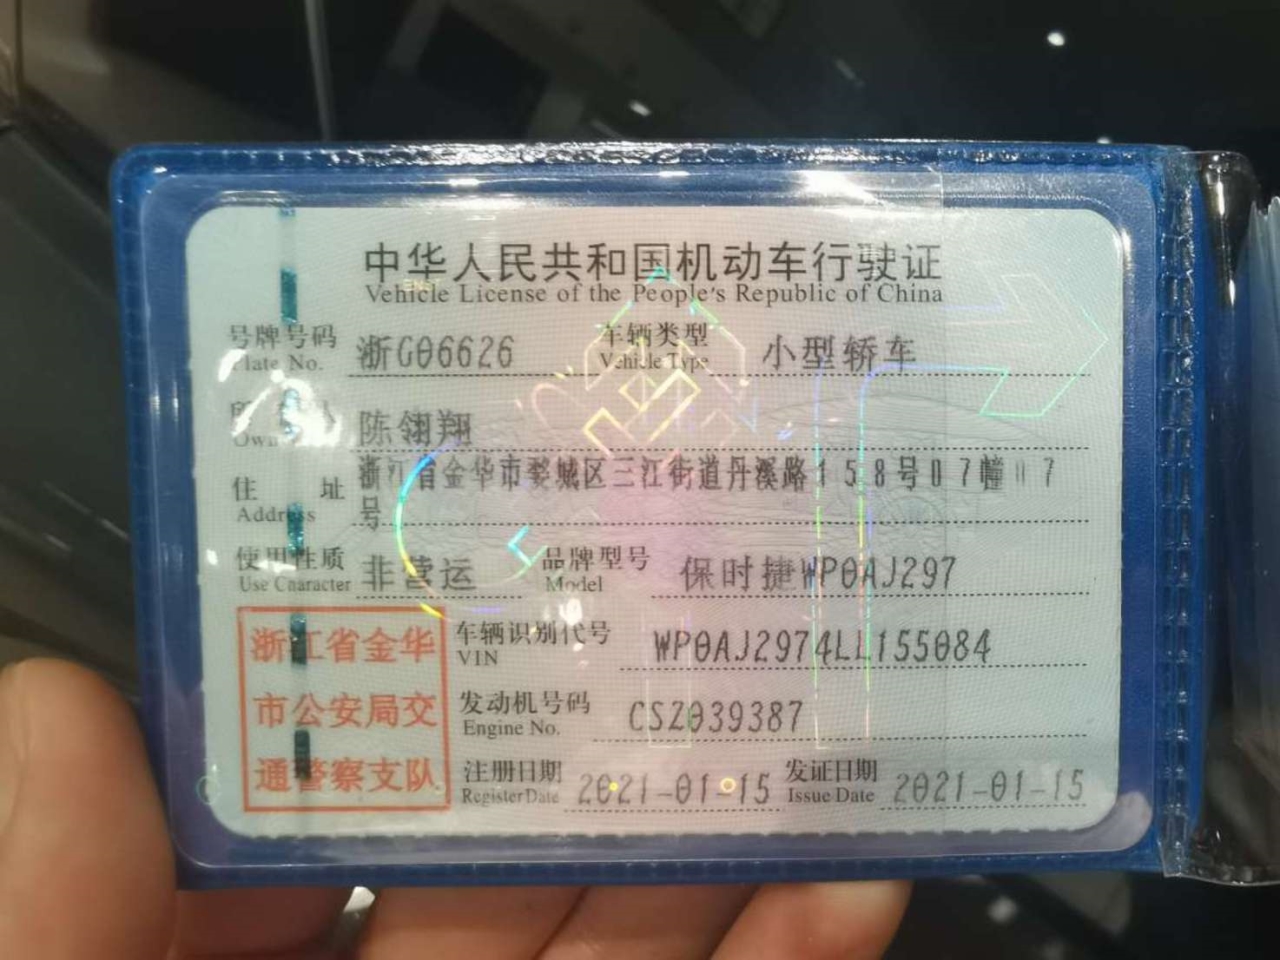 中华人民共和国机动车行驶证
Vehicle License of the People's Republic of China
号牌号码 浙G06626 车辆类型 小型轿车
Plate No. Vehicle Type
陈翎翔
住 址 浙江省金华市婺城区三江街道丹溪路158号07幢 7
Address 号
使用性质 非营运 品牌型号 保时捷WP0AJ297
Use Character Model
浙江省金华
市公安局交
通警察支队
车辆识别代号 WP0AJ2974LL155084
VIN
发动机号码 CSZ039387
Engine No.
注册日期 2021-01-15 发证日期 2021-01-15
Register Date Issue Date